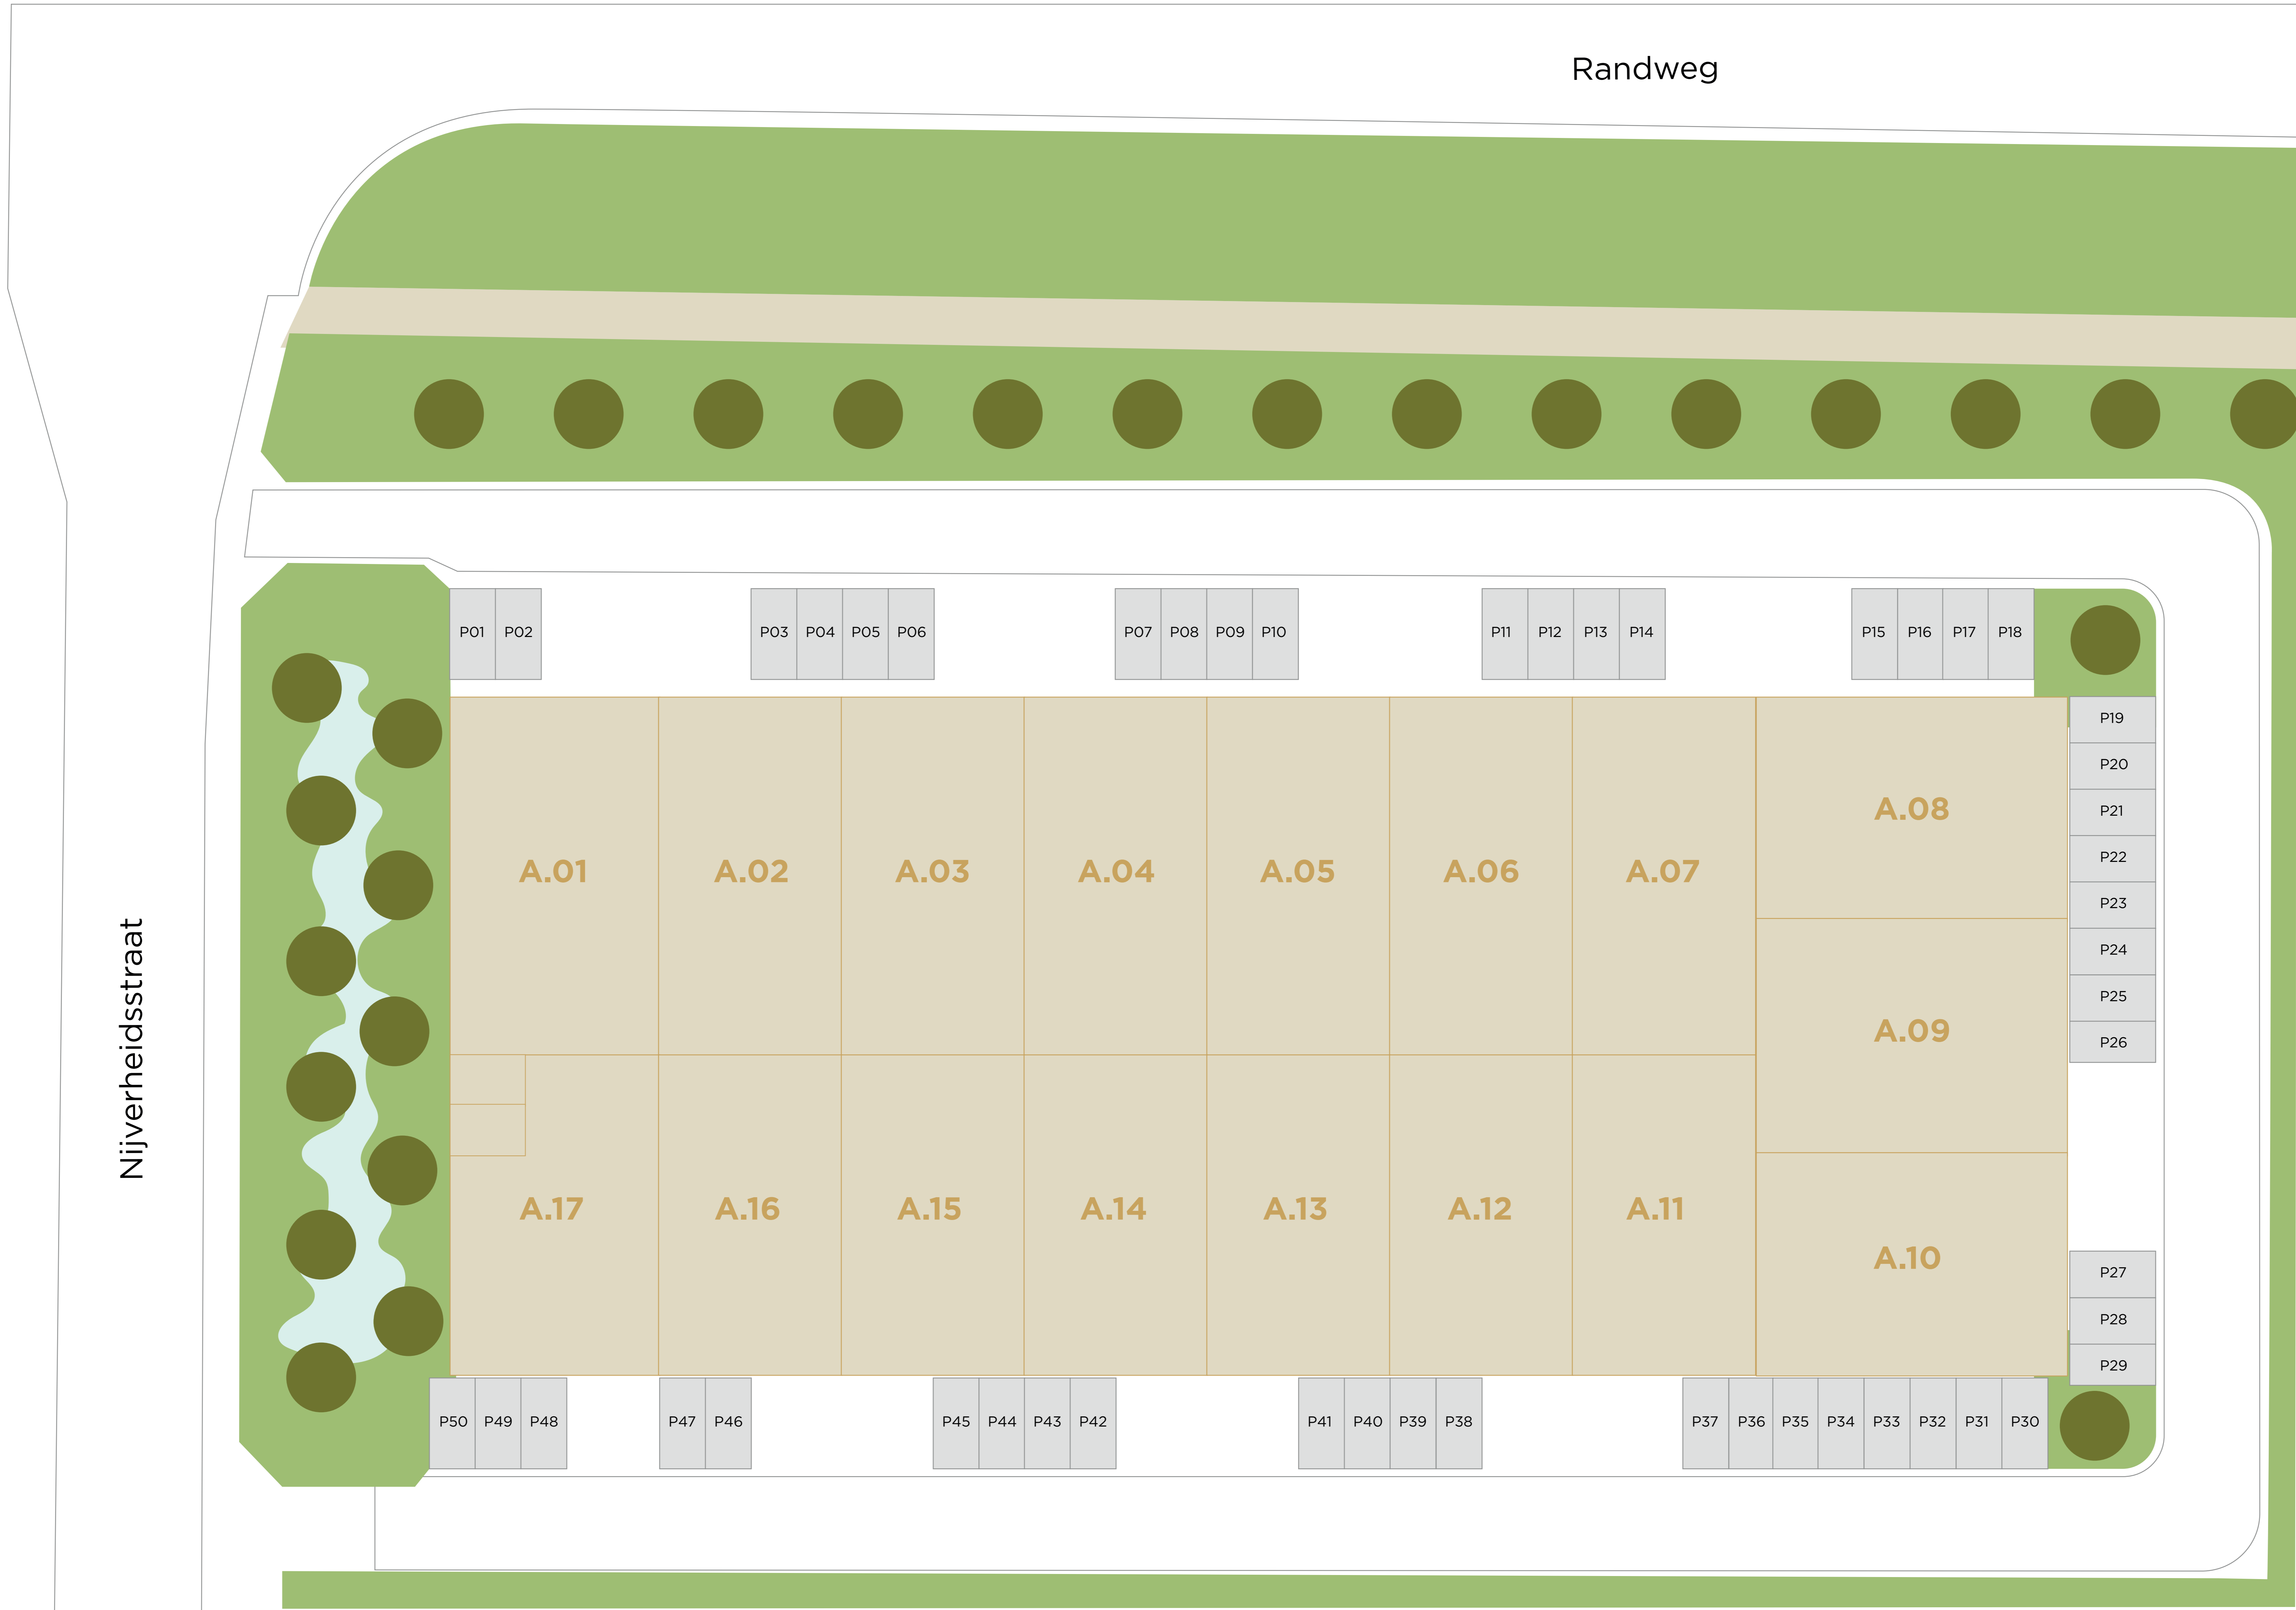 Randweg
Nijverheidsstraat
P01 P02 P03 P04 P05 P06 P07 P08 P09 P10 P11 P12 P13 P14 P15 P16 P17 P18
P19
P20
P21
P22
P23
P24
P25
P26
A.08
A.01 A.02 A.03 A.04 A.05 A.06 A.07
A.09
A.17 A.16 A.15 A.14 A.13 A.12 A.11
A.10
P27
P28
P29
P50 P49 P48 P47 P46 P45 P44 P43 P42 P41 P40 P39 P38 P37 P36 P35 P34 P33 P32 P31 P30